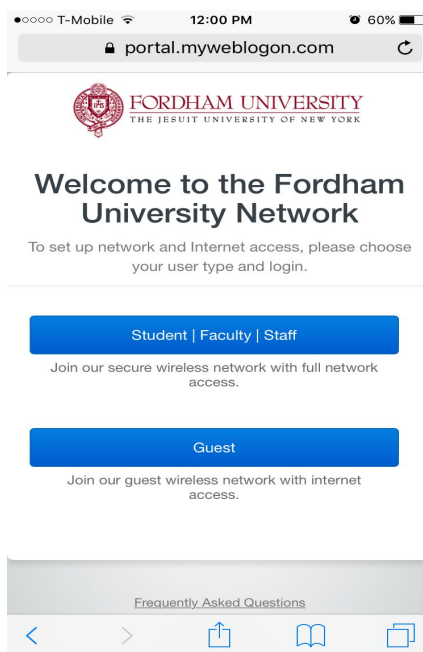 ●○○○○ T-Mobile 12:00 PM 60%
portal.myweblogon.com
FORDHAM UNIVERSITY
THE JESUIT UNIVERSITY OF NEW YORK
Welcome to the Fordham
University Network
To set up network and Internet access, please choose
your user type and login.
Student | Faculty | Staff
Join our secure wireless network with full network
access.
Guest
Join our guest wireless network with internet
access.
Frequently Asked Questions